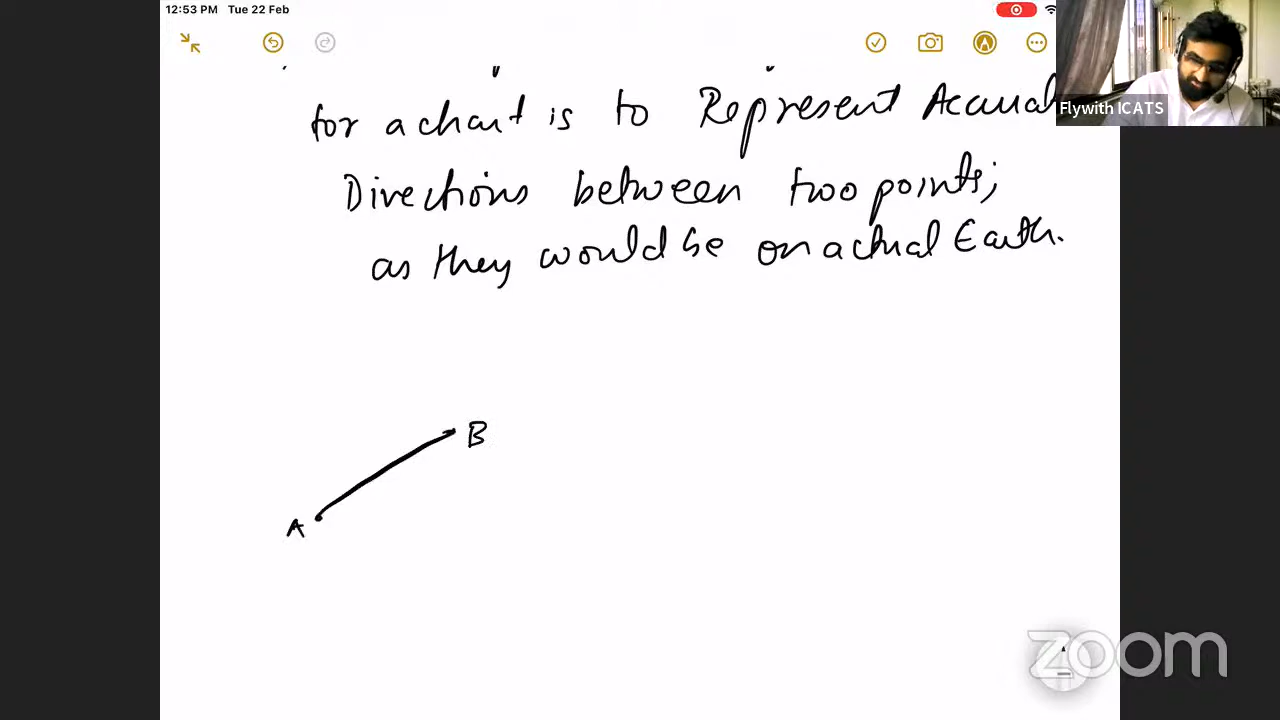 12:53 PM Tue 22 Feb
for a chart is to Represent
Directions between two points,
as they would be on actual Earth.
B
A
Flywith ICATS
zoom